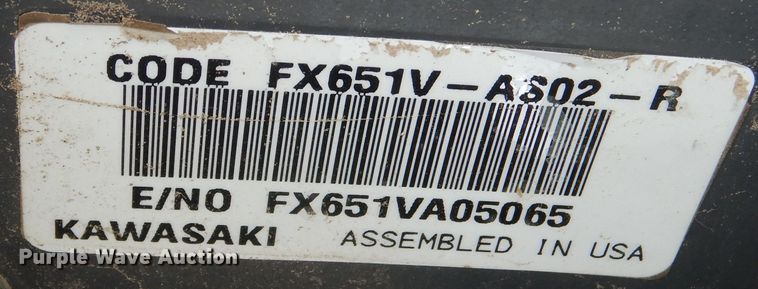 CODE FX651V-AS02-R
E/NO FX651VA05065
KAWASAKI ASSEMBLED IN USA
Purple Wave Auction